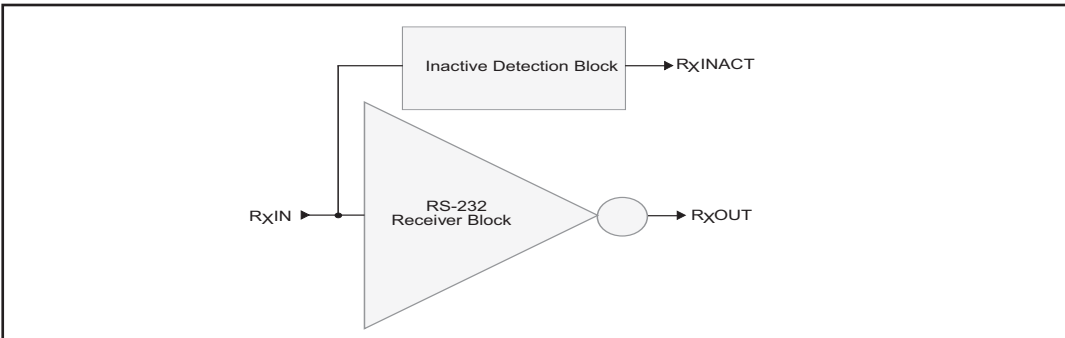 Inactive Detection Block
RXINACT
RS-232
Receiver Block
RXIN
RXOUT